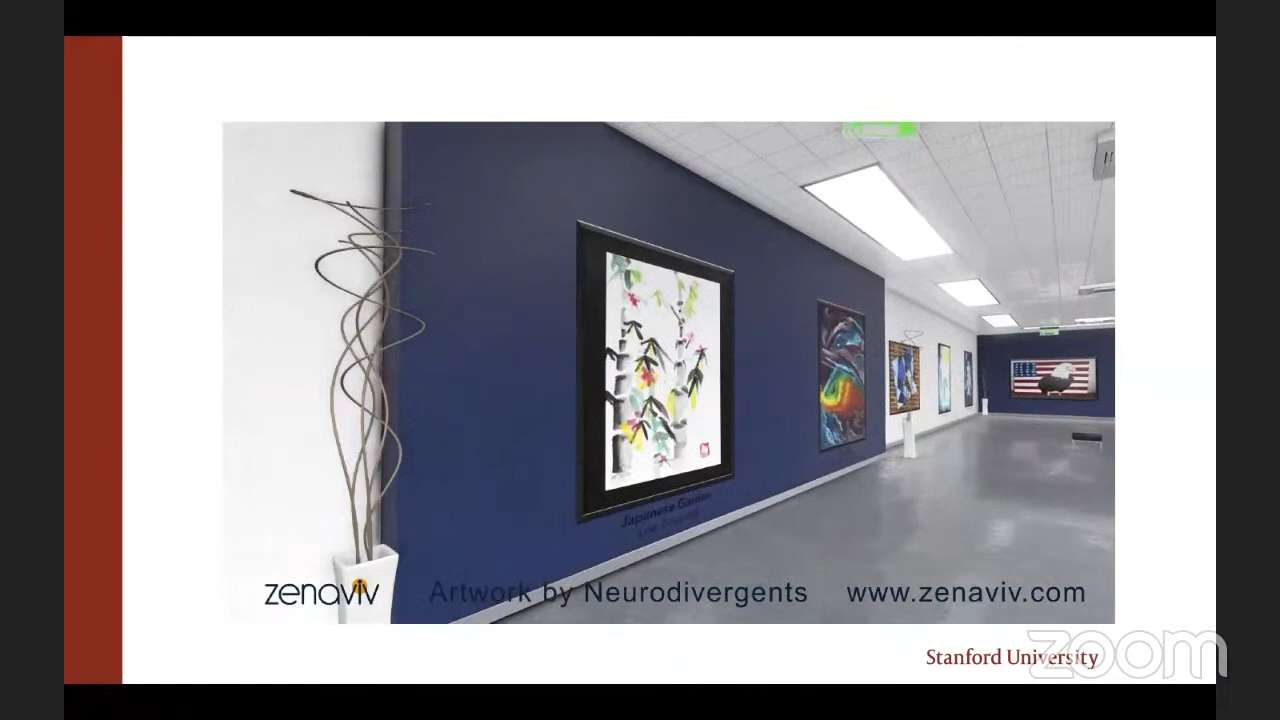 Japanese Garden
zenaviv Artwork by Neurodivergents www.zenaviv.com
Stanford University
zoom